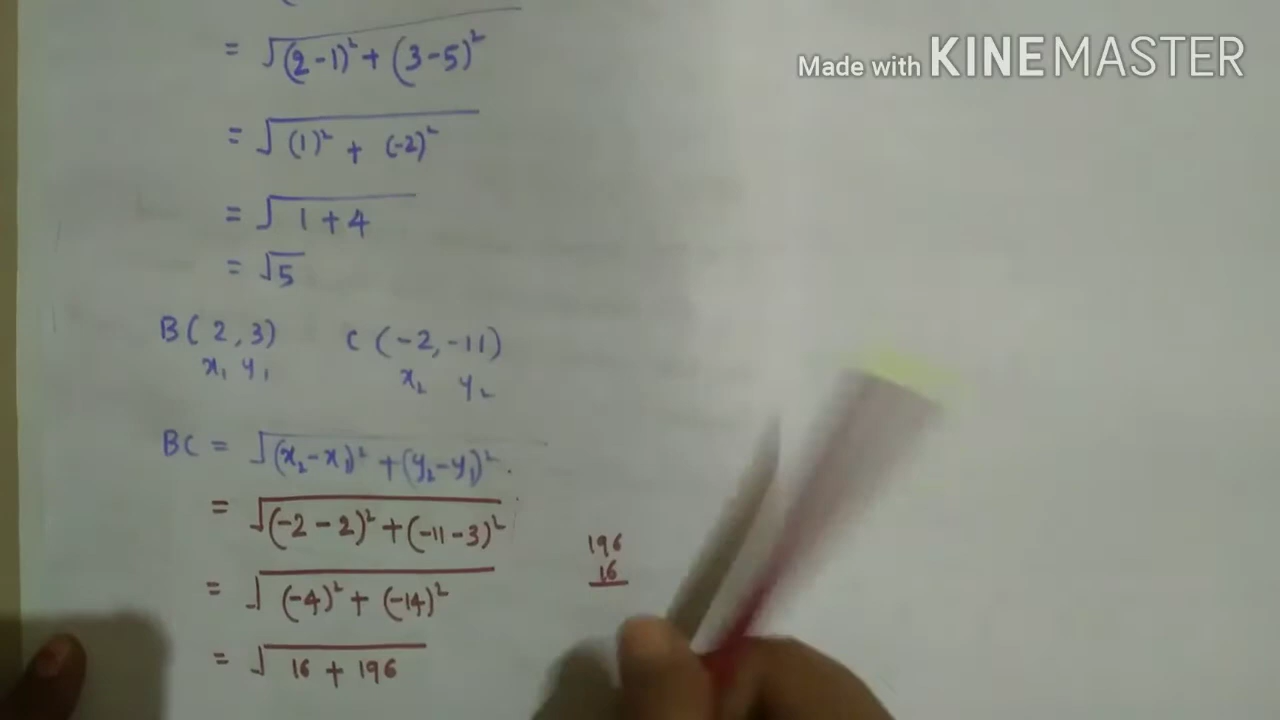 = √(2-1)² + (3-5)²
Made with KINEMASTER
= √(1)² + (-2)²
= √1 + 4
= √5
B( 2, 3) C (-2, -11)
x₁ y₁ x₂ y₂
BC = √(x₂-x₁)² + (y₂-y₁)².
= √(-2 - 2)² + (-11-3)²
196
16
= √(-4)² + (-14)²
= √16 + 196